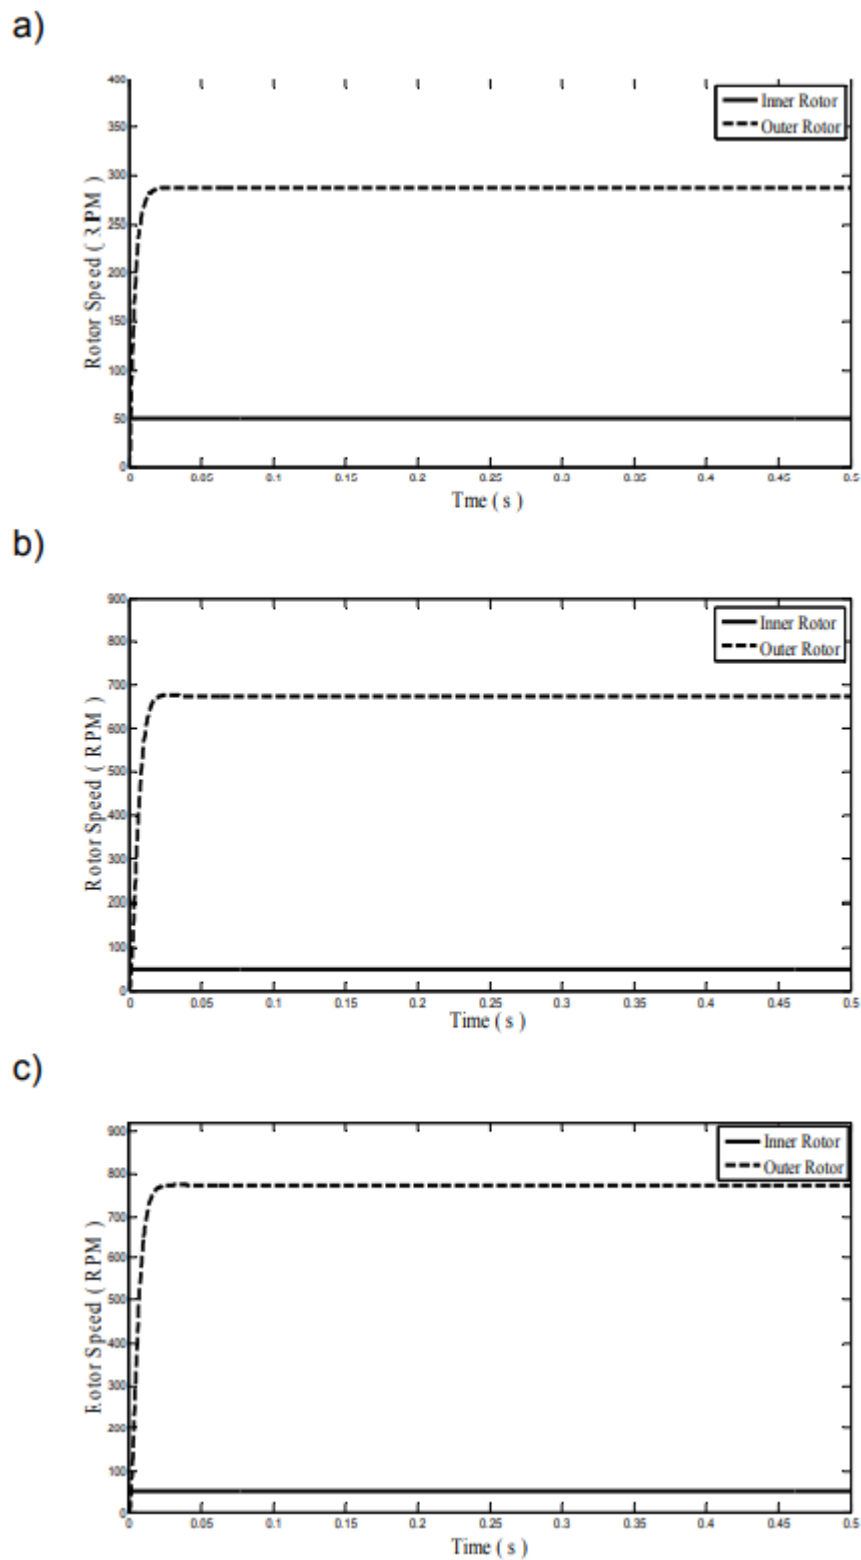 a)
400
350
300
250
200
150
100
50
0
Rotor Speed ( RPM )
Inner Rotor
Outer Rotor
0 0.05 0.1 0.15 0.2 0.25 0.3 0.35 0.4 0.45 0.5
Tme ( s )
b)
900
800
700
600
500
400
300
200
100
0
Rotor Speed ( RPM )
Inner Rotor
Outer Rotor
0 0.05 0.1 0.15 0.2 0.25 0.3 0.35 0.4 0.45 0.5
Time ( s )
c)
900
800
700
600
500
400
300
200
100
0
Rotor Speed ( RPM )
Inner Rotor
Outer Rotor
0 0.05 0.1 0.15 0.2 0.25 0.3 0.35 0.4 0.45 0.5
Time ( s )